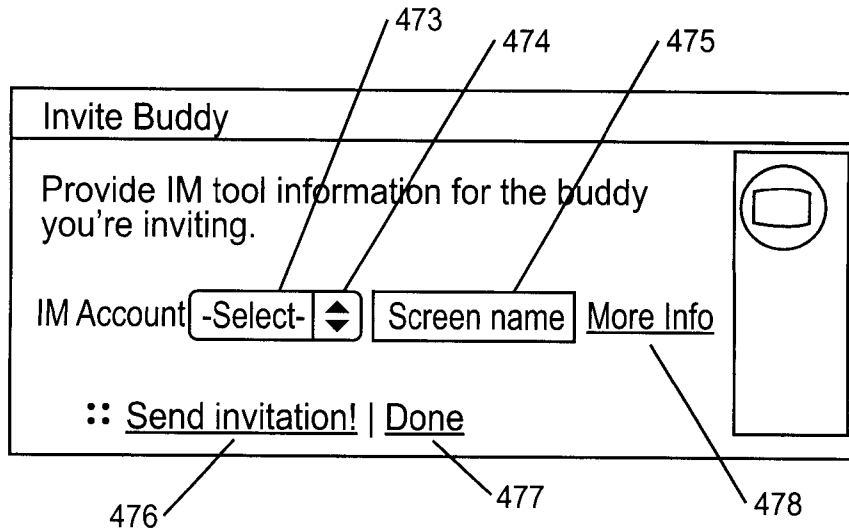 473 474 475
Invite Buddy
Provide IM tool information for the buddy
you're inviting.
IM Account -Select- Screen name More Info
:: Send invitation! | Done
476 477 478